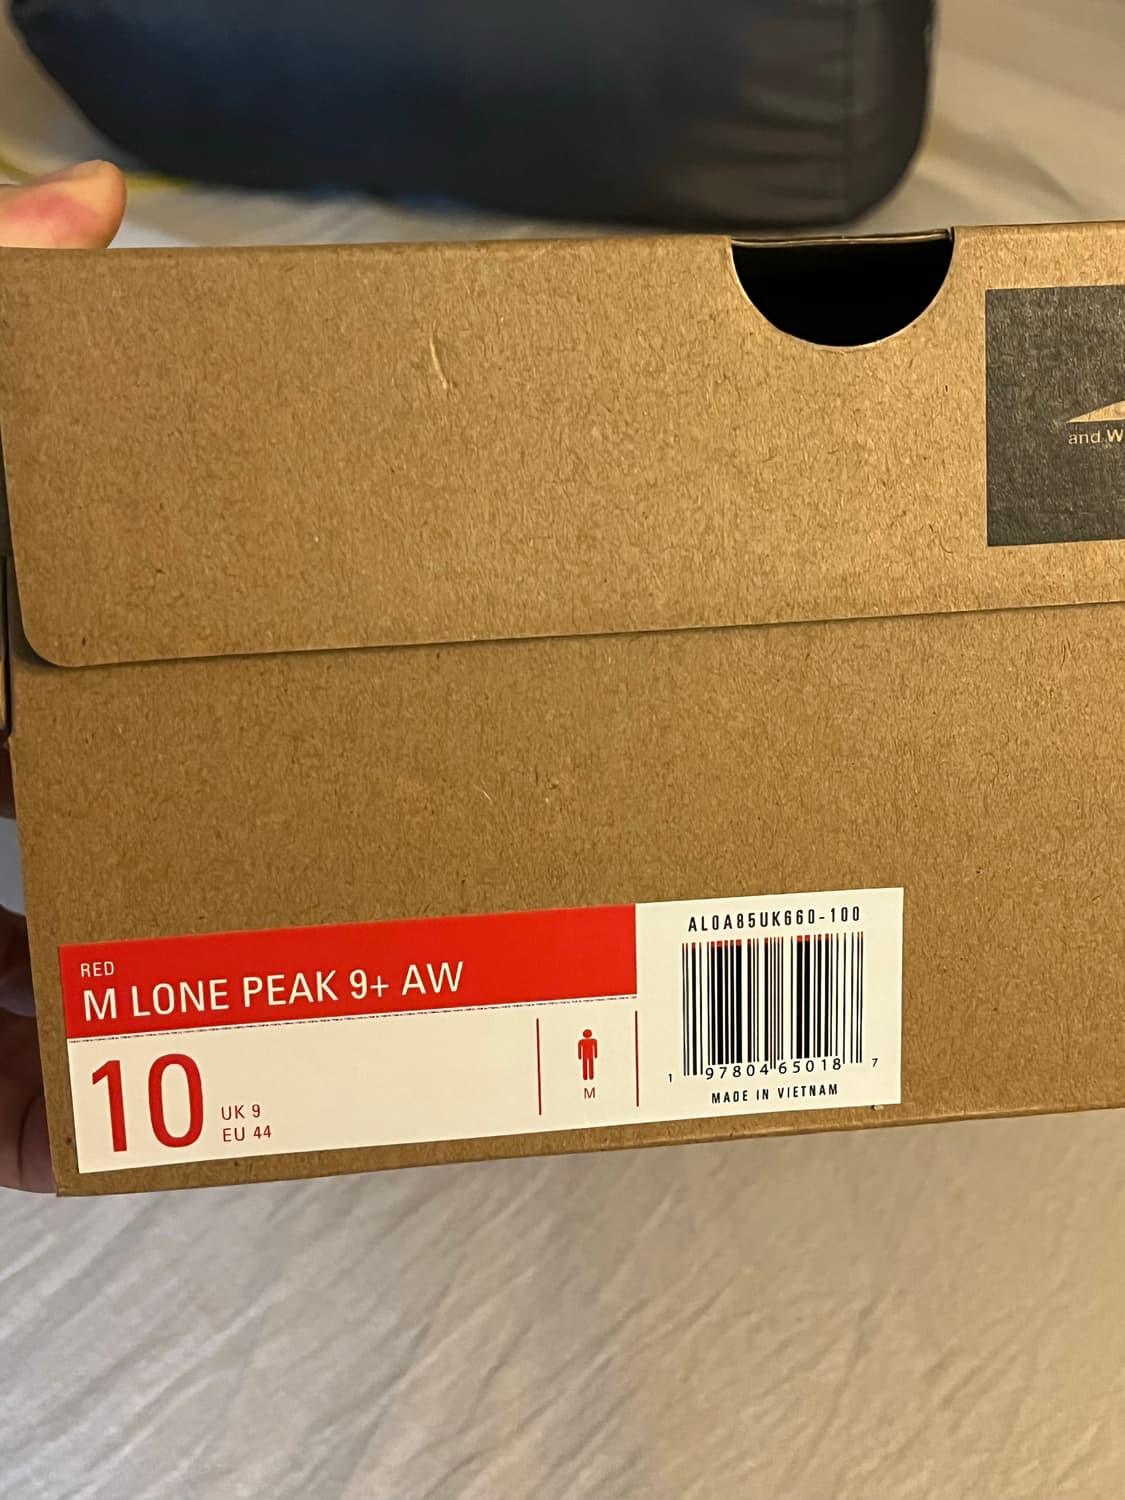 and W
RED
M LONE PEAK 9+ AW
10
UK 9
EU 44
M
AL0A85UK660-100
1 97804 65018 7
MADE IN VIETNAM